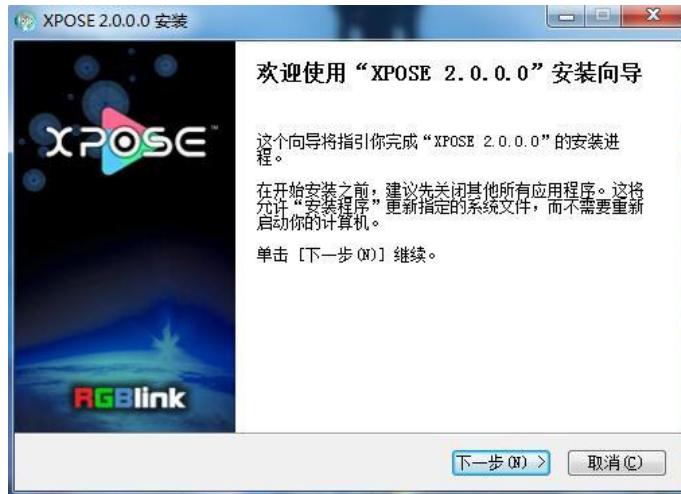 XPOSE 2.0.0.0 安装
XPOSE™
RGBlink
欢迎使用“XPOSE 2.0.0.0”安装向导
这个向导将指引你完成“XPOSE 2.0.0.0”的安装进
程。
在开始安装之前，建议先关闭其他所有应用程序。这将
允许“安装程序”更新指定的系统文件，而不需要重新
启动你的计算机。
单击 [下一步(N)] 继续。
下一步(N) >
取消(C)